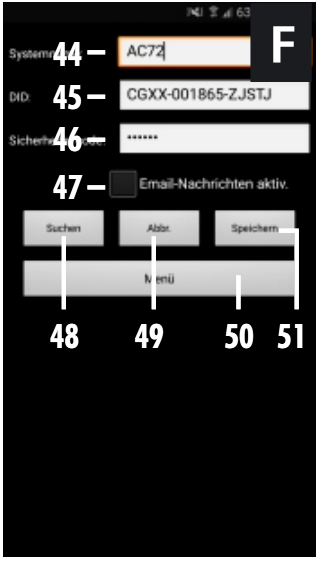 63
F
44
AC72
DID:
45
CGXX-001865-ZJSTJ
46
••••••
47
Email-Nachrichten aktiv.
Suchen
Abbr.
Speichern
Menü
48
49
50
51